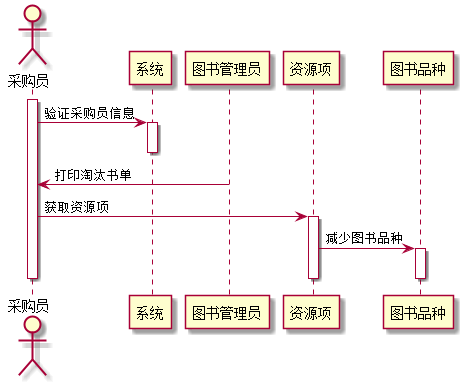 采购员
系统
图书管理员
资源项
图书品种
验证采购员信息
打印淘汰书单
获取资源项
减少图书品种
采购员
系统
图书管理员
资源项
图书品种